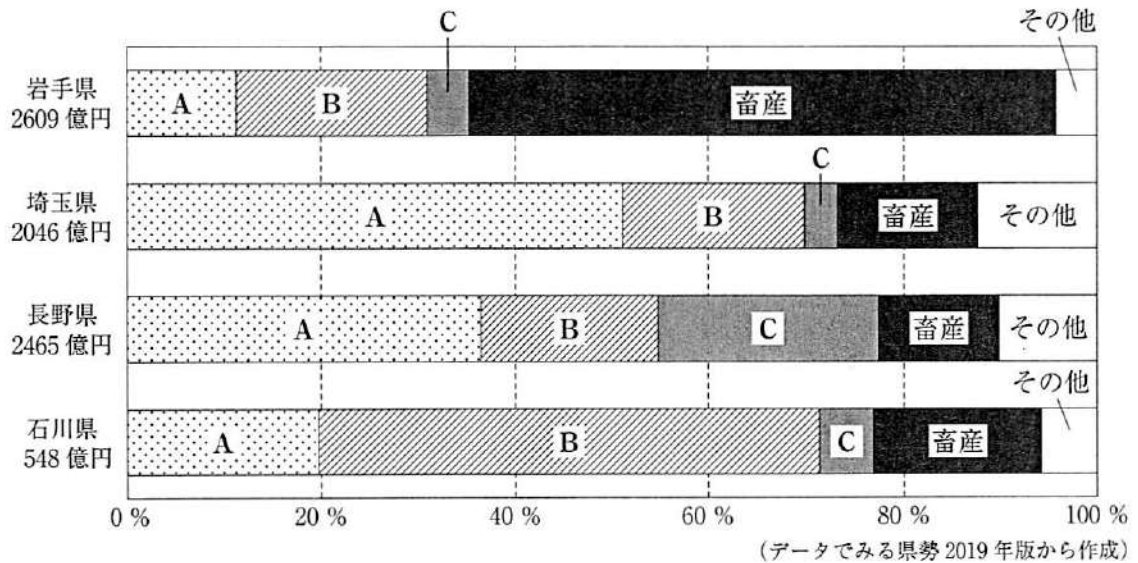 C
その他
岩手県
2609 億円
A
B
畜産
C
埼玉県
2046 億円
A
B
畜産
その他
長野県
2465 億円
A
B
C
畜産
その他
その他
石川県
548 億円
A
B
C
畜産
0 %
20 %
40 %
60 %
80 %
100 %
(データでみる県勢 2019 年版から作成)